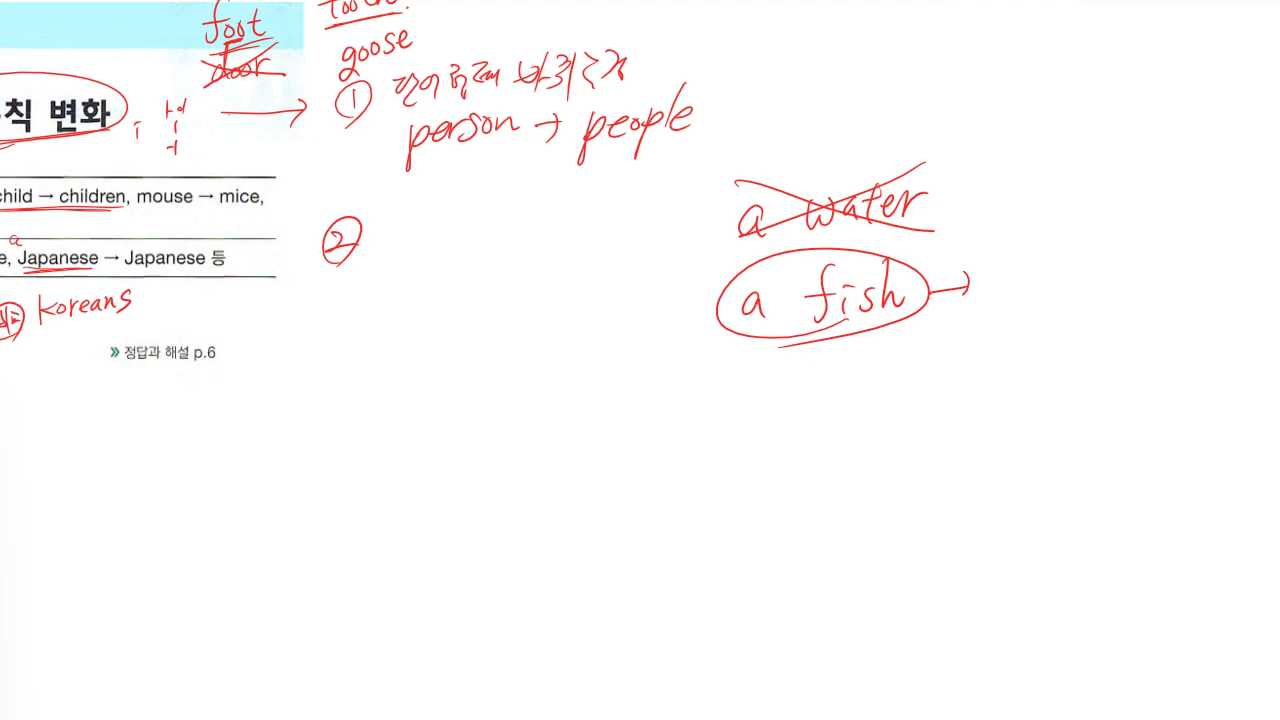 foot
goose
① 단어 형태 바뀌는거
칙 변화
person → people
child → children, mouse → mice,
a water
②
a
e, Japanese → Japanese 등
a fish →
Koreans
» 정답과 해설 p.6